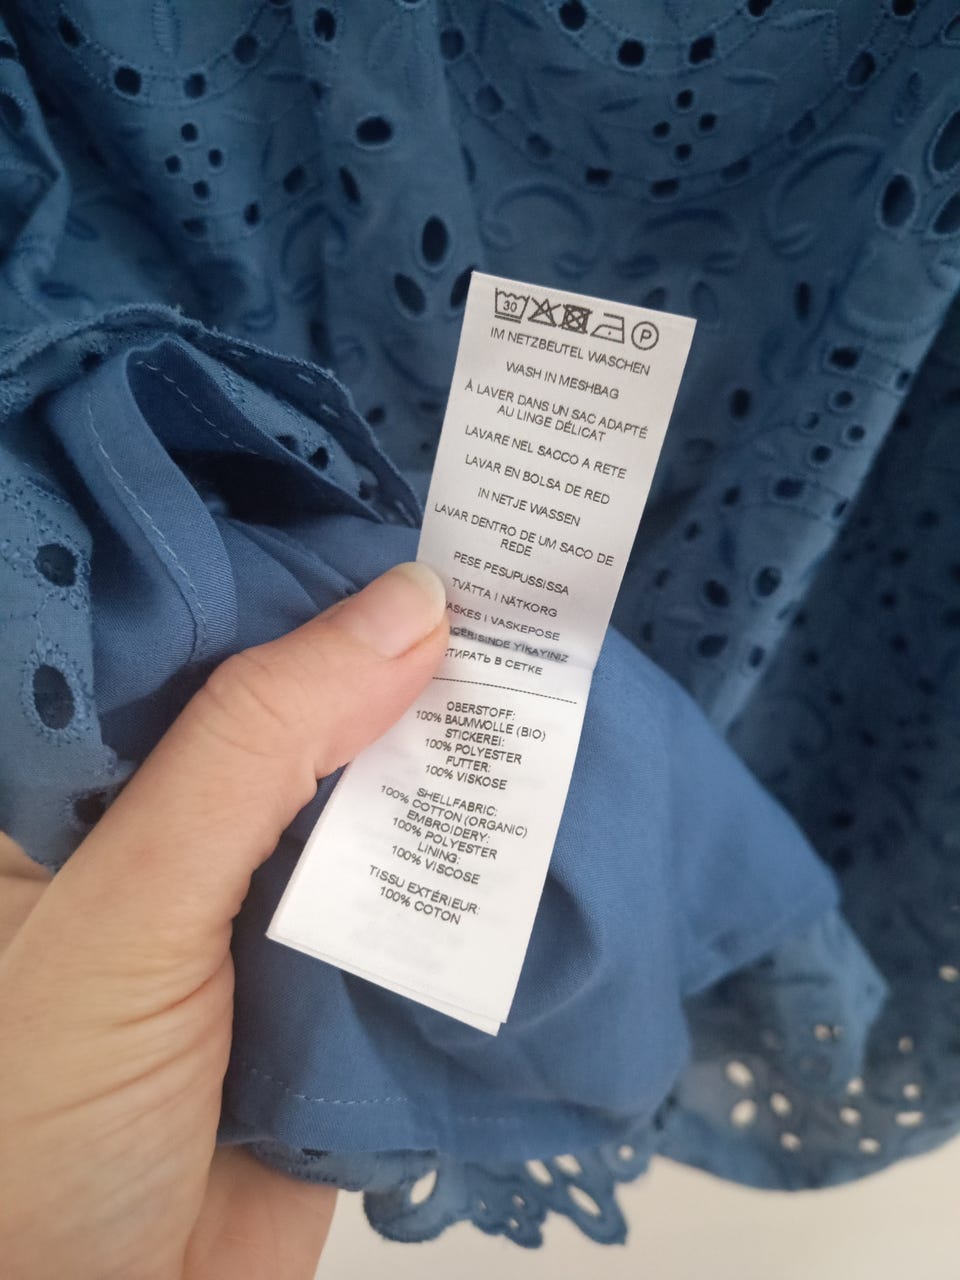 30 P
IM NETZBEUTEL WASCHEN
WASH IN MESHBAG
À LAVER DANS UN SAC ADAPTÉ
AU LINGE DÉLICAT
LAVARE NEL SACCO A RETE
LAVAR EN BOLSA DE RED
IN NETJE WASSEN
LAVAR DENTRO DE UM SACO DE
REDE
PESE PESUPUSSISSA
TVÄTTA I NÄTKORG
I VASKEPOSE
YIKAYINIZ
В СЕТКЕ
OBERSTOFF:
100% BAUMWOLLE (BIO)
STICKEREI:
100% POLYESTER
FUTTER:
100% VISKOSE
SHELLFABRIC:
100% COTTON (ORGANIC)
EMBROIDERY:
100% POLYESTER
LINING:
100% VISCOSE
TISSU EXTÉRIEUR:
100% COTON